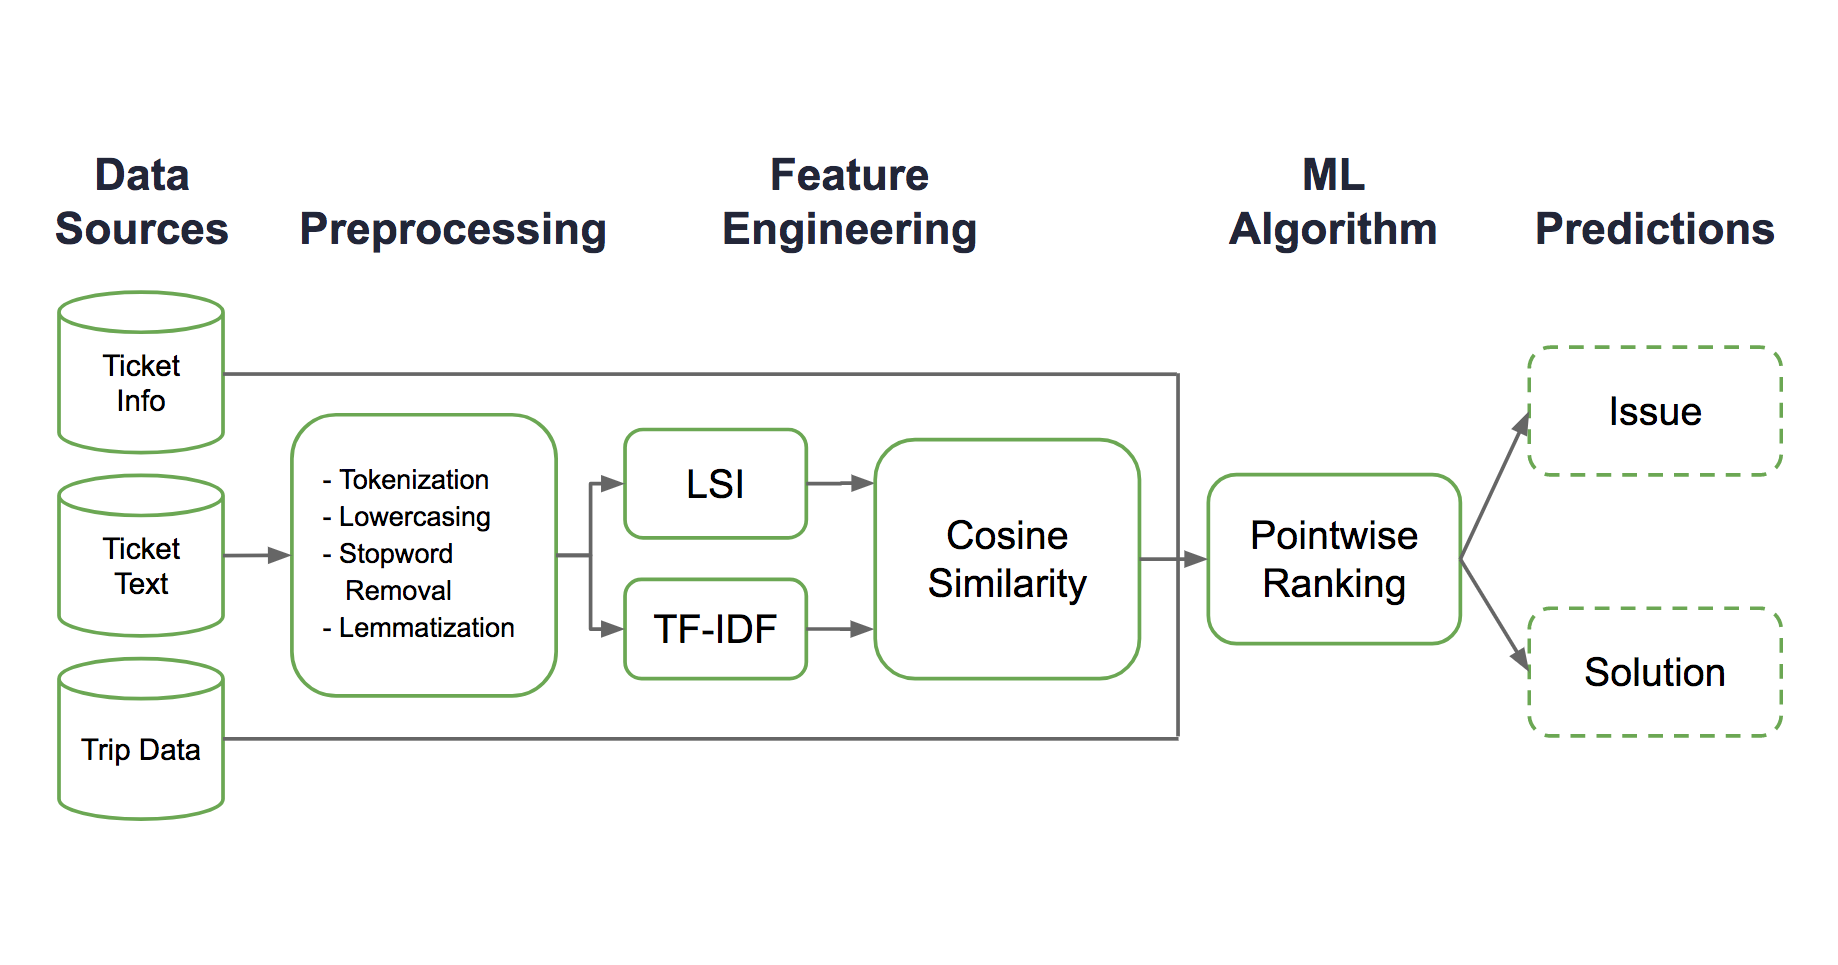 Data
Sources
Preprocessing
Feature
Engineering
ML
Algorithm
Predictions
Ticket
Info
Ticket
Text
Trip Data
- Tokenization
- Lowercasing
- Stopword
Removal
- Lemmatization
LSI
TF-IDF
Cosine
Similarity
Pointwise
Ranking
Issue
Solution